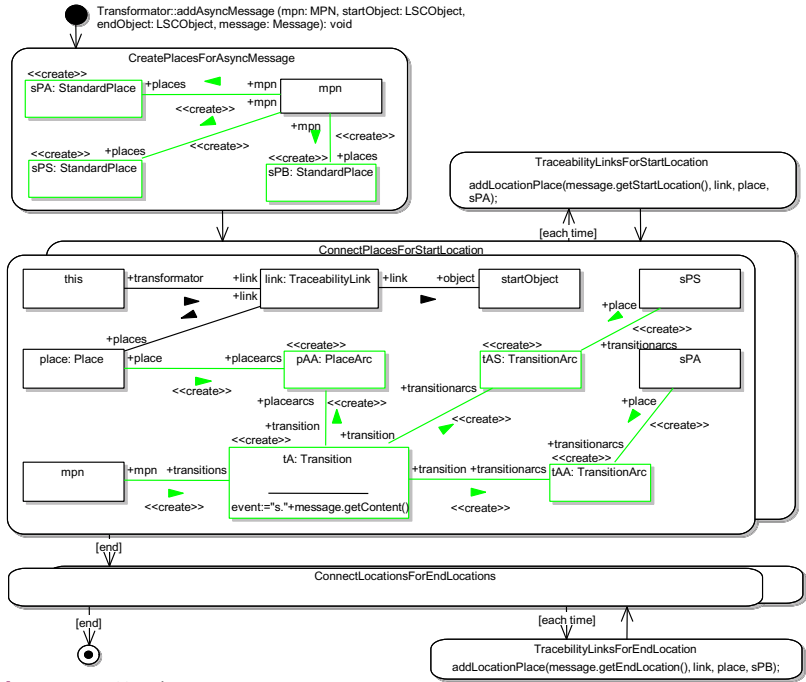 Transformator::addAsyncMessage (mpn: MPN, startObject: LSCObject,
endObject: LSCObject, message: Message): void
CreatePlacesForAsyncMessage
<<create>>
sPA: StandardPlace
+places
+mpn
mpn
+mpn
<<create>>
+mpn
<<create>>
<<create>>
+places
<<create>>
sPS: StandardPlace
<<create>>
+places
sPB: StandardPlace
TraceabilityLinksForStartLocation
addLocationPlace(message.getStartLocation(), link, place,
sPA);
[each time]
ConnectPlacesForStartLocation
this
+transformator
+link
link: TraceabilityLink
+link
+object
startObject
sPS
+link
+place
+places
<<create>>
<<create>>
<<create>>
+transitionarcs
place: Place
+place
+placearcs
pAA: PlaceArc
tAS: TransitionArc
sPA
<<create>>
+transitionarcs
+placearcs
<<create>>
+place
+transition
<<create>>
<<create>>
<<create>>
+transition
+transitionarcs
tA: Transition
<<create>>
mpn
+mpn
+transitions
+transition
+transitionarcs
tAA: TransitionArc
<<create>>
event:="s."+message.getContent()
<<create>>
[end]
ConnectLocationsForEndLocations
[end]
[each time]
TracebilityLinksForEndLocation
addLocationPlace(message.getEndLocation(), link, place, sPB);